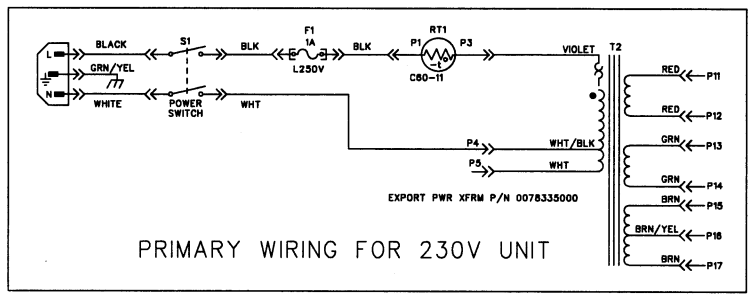 F1
S1 1A RT1
L BLACK BLK BLK P1 P3 VIOLET T2
GRN/YEL L250V -t RED P11
C60-11
N WHITE POWER WHT
SWITCH RED P12
P4 WHT/BLK GRN P13
P5 WHT
GRN P14
EXPORT PWR XFRM P/N 0078335000 BRN P15
BRN/YEL P16
PRIMARY WIRING FOR 230V UNIT
BRN P17